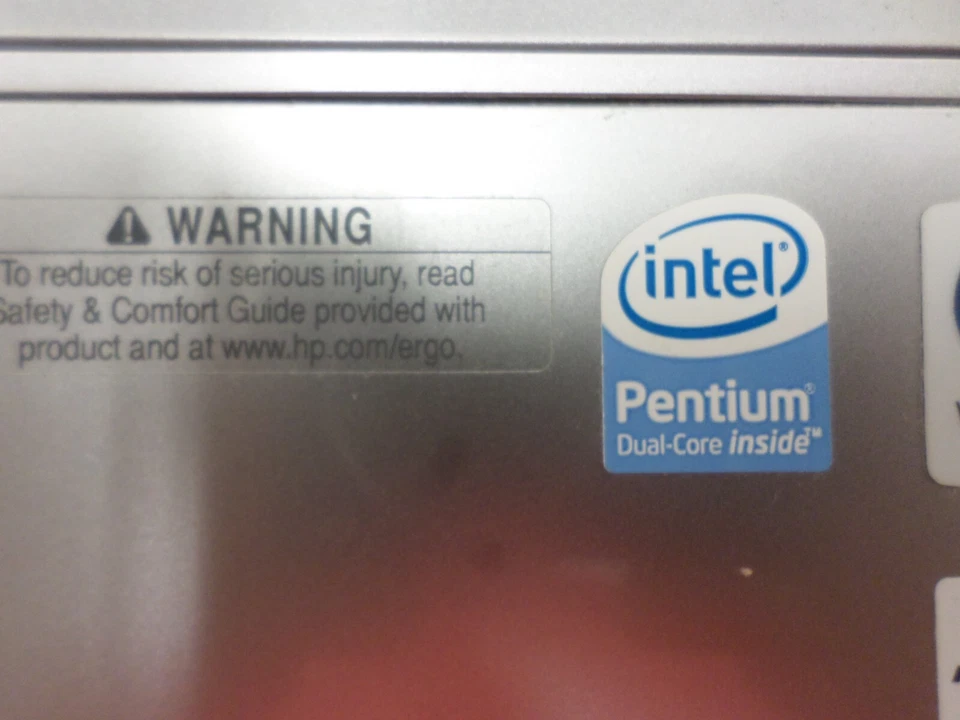 WARNING
To reduce risk of serious injury, read
Safety & Comfort Guide provided with
product and at www.hp.com/ergo.
intel®
Pentium®
Dual-Core inside™